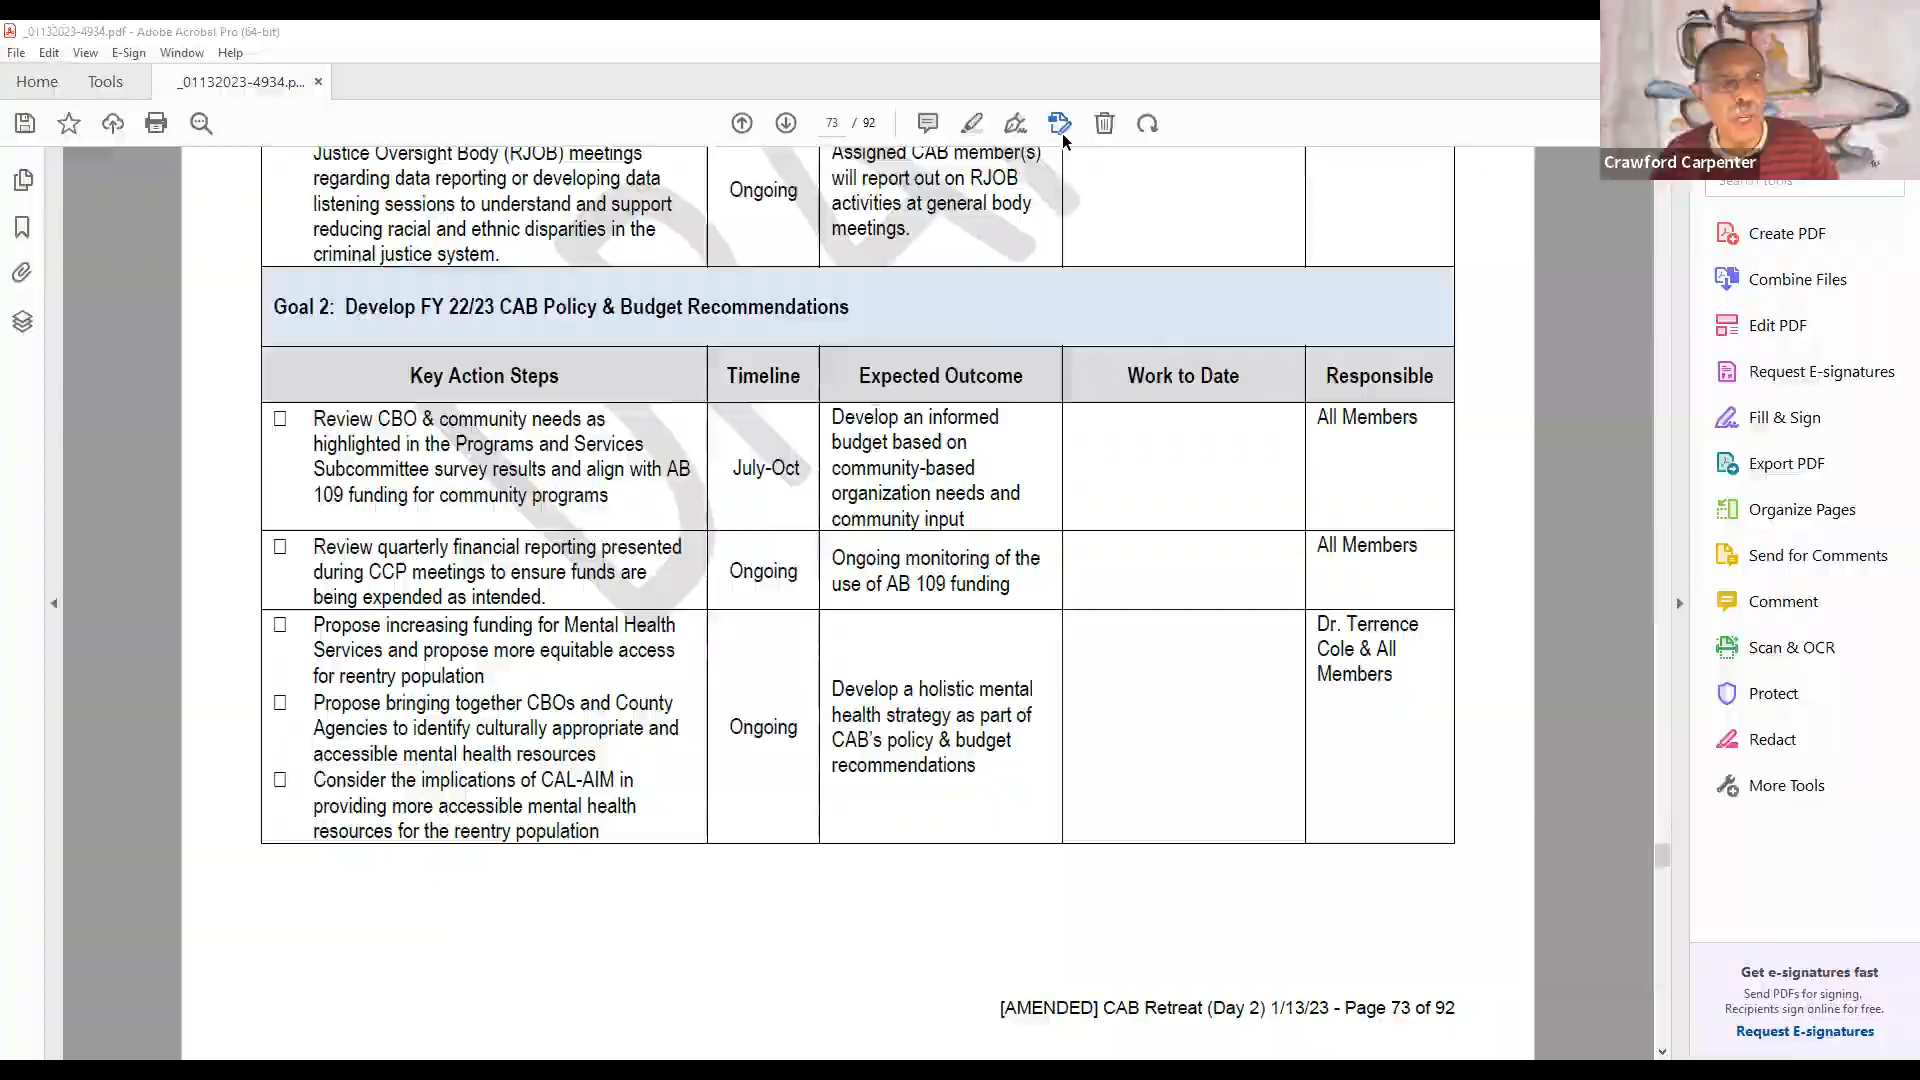 _01132023-4934.pdf - Adobe Acrobat Pro (64-bit)
File Edit View E-Sign Window Help
Home Tools _01132023-4934.p... ×
73 / 92
Crawford Carpenter
Search tools
Justice Oversight Body (RJOB) meetings
regarding data reporting or developing data
listening sessions to understand and support
reducing racial and ethnic disparities in the
criminal justice system.
Ongoing
Assigned CAB member(s)
will report out on RJOB
activities at general body
meetings.
Goal 2: Develop FY 22/23 CAB Policy & Budget Recommendations
Key Action Steps Timeline Expected Outcome Work to Date Responsible
Review CBO & community needs as
highlighted in the Programs and Services
Subcommittee survey results and align with AB
109 funding for community programs
July-Oct
Develop an informed
budget based on
community-based
organization needs and
community input
All Members
Review quarterly financial reporting presented
during CCP meetings to ensure funds are
being expended as intended.
Ongoing
Ongoing monitoring of the
use of AB 109 funding
All Members
Propose increasing funding for Mental Health
Services and propose more equitable access
for reentry population
Propose bringing together CBOs and County
Agencies to identify culturally appropriate and
accessible mental health resources
Consider the implications of CAL-AIM in
providing more accessible mental health
resources for the reentry population
Ongoing
Develop a holistic mental
health strategy as part of
CAB's policy & budget
recommendations
Dr. Terrence
Cole & All
Members
[AMENDED] CAB Retreat (Day 2) 1/13/23 - Page 73 of 92
Create PDF
Combine Files
Edit PDF
Request E-signatures
Fill & Sign
Export PDF
Organize Pages
Send for Comments
Comment
Scan & OCR
Protect
Redact
More Tools
Get e-signatures fast
Send PDFs for signing.
Recipients sign online for free.
Request E-signatures